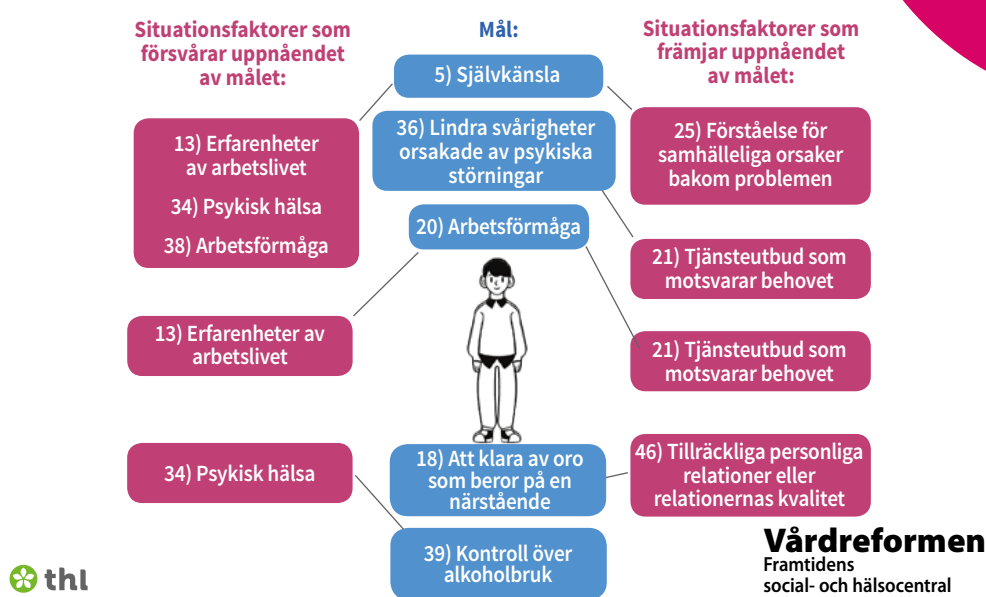 Situationsfaktorer som
försvårar uppnåendet
av målet:
Mål:
Situationsfaktorer som
främjar uppnåendet
av målet:
5) Självkänsla
13) Erfarenheter
av arbetslivet
34) Psykisk hälsa
38) Arbetsförmåga
36) Lindra svårigheter
orsakade av psykiska
störningar
25) Förståelse för
samhälleliga orsaker
bakom problemen
20) Arbetsförmåga
21) Tjänsteutbud som
motsvarar behovet
13) Erfarenheter av
arbetslivet
21) Tjänsteutbud som
motsvarar behovet
34) Psykisk hälsa
18) Att klara av oro
som beror på en
närstående
46) Tillräckliga personliga
relationer eller
relationernas kvalitet
39) Kontroll över
alkoholbruk
thl
Vårdreformen
Framtidens
social- och hälsocentral